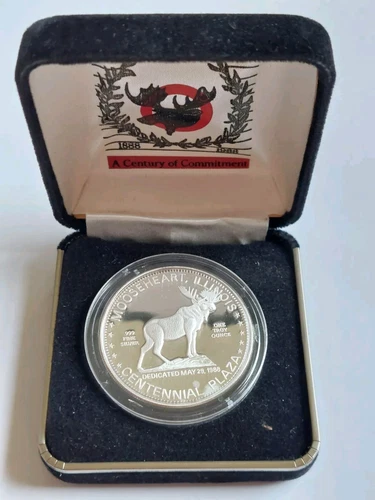 1888 1988
A Century of Commitment
MOOSEHEART, ILLINOIS
.999
FINE
SILVER
ONE
TROY
OUNCE
DEDICATED MAY 29, 1988
CENTENNIAL PLAZA